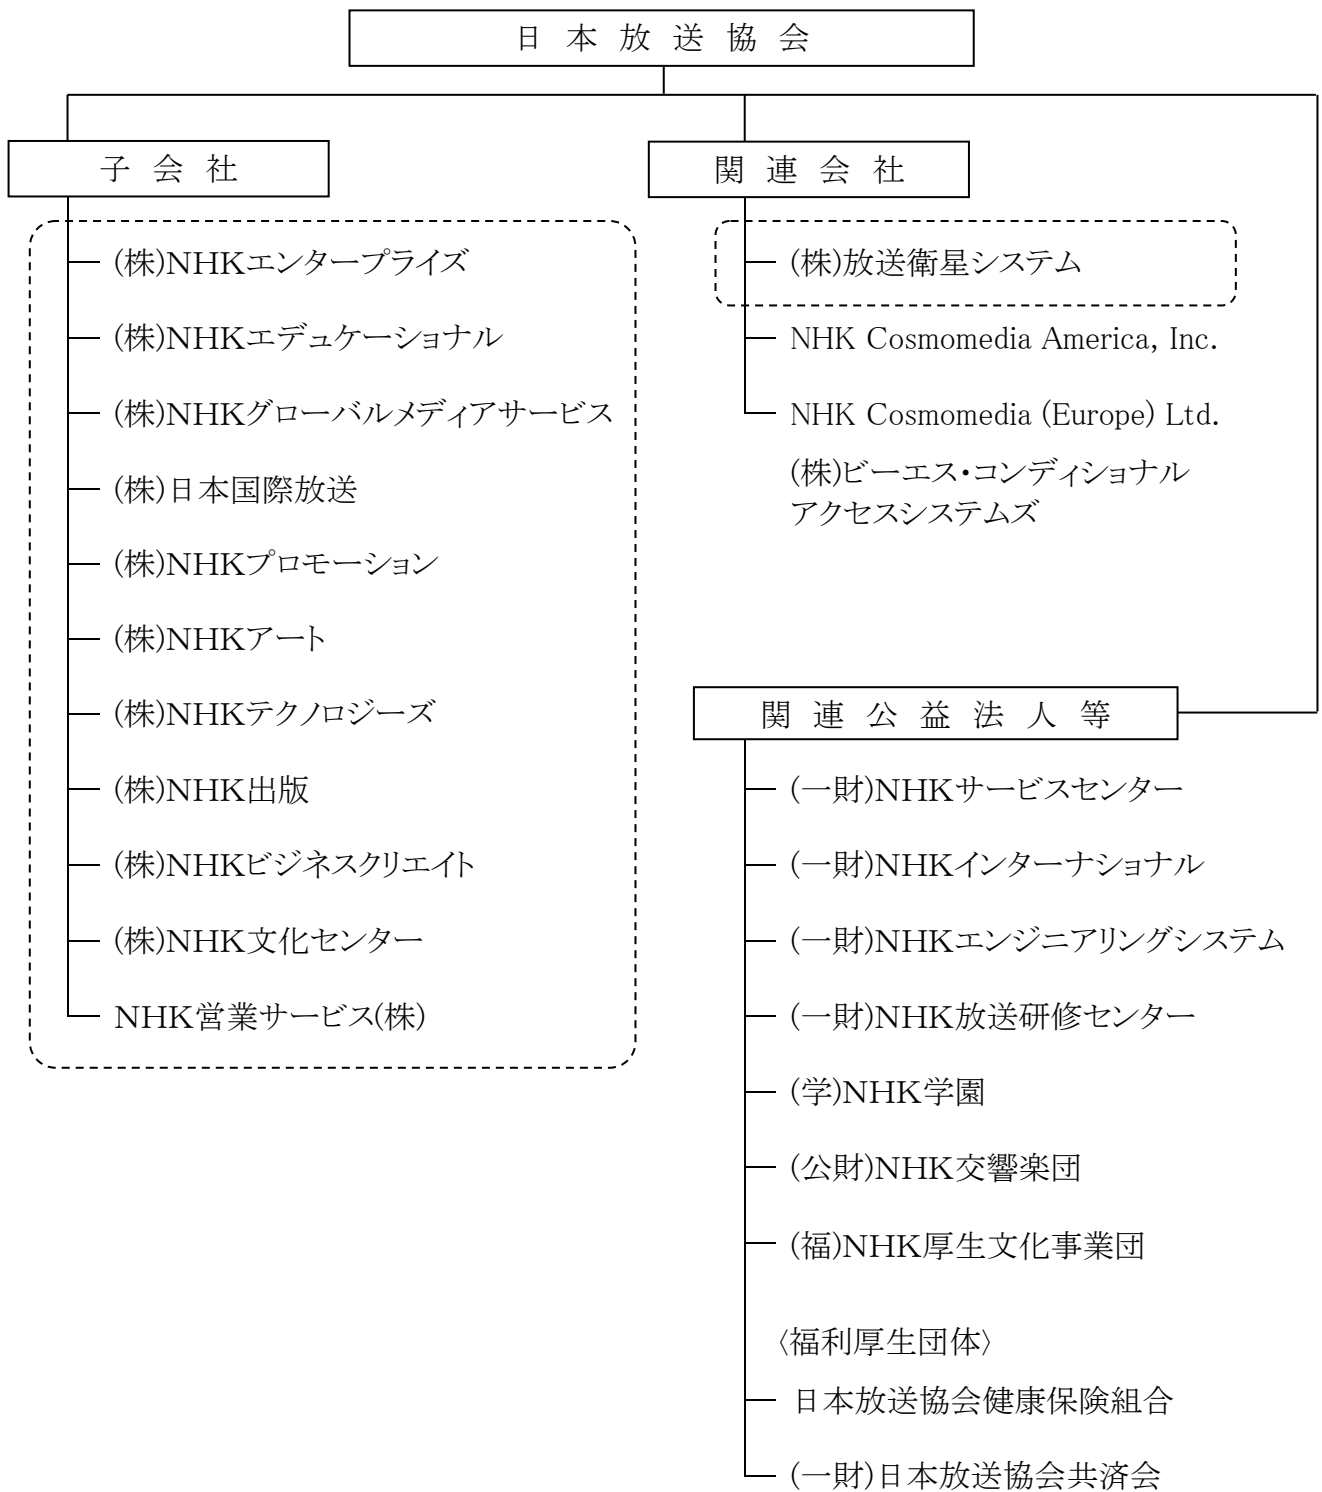 日本放送協会
子会社
(株)NHKエンタープライズ
(株)NHKエデュケーショナル
(株)NHKグローバルメディアサービス
(株)日本国際放送
(株)NHKプロモーション
(株)NHKアート
(株)NHKテクノロジーズ
(株)NHK出版
(株)NHKビジネスクリエイト
(株)NHK文化センター
NHK営業サービス(株)
関連会社
(株)放送衛星システム
NHK Cosmomedia America, Inc.
NHK Cosmomedia (Europe) Ltd.
(株)ビーエス・コンディショナル
アクセスシステムズ
関連公益法人等
(一財)NHKサービスセンター
(一財)NHKインターナショナル
(一財)NHKエンジニアリングシステム
(一財)NHK放送研修センター
(学)NHK学園
(公財)NHK交響楽団
(福)NHK厚生文化事業団
〈福利厚生団体〉
日本放送協会健康保険組合
(一財)日本放送協会共済会